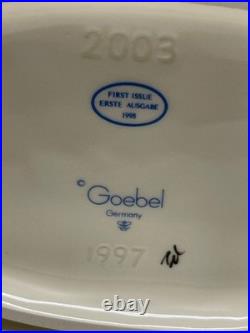 2003
FIRST ISSUE
ERSTE AUSGABE
1998
© Goebel
Germany
1997